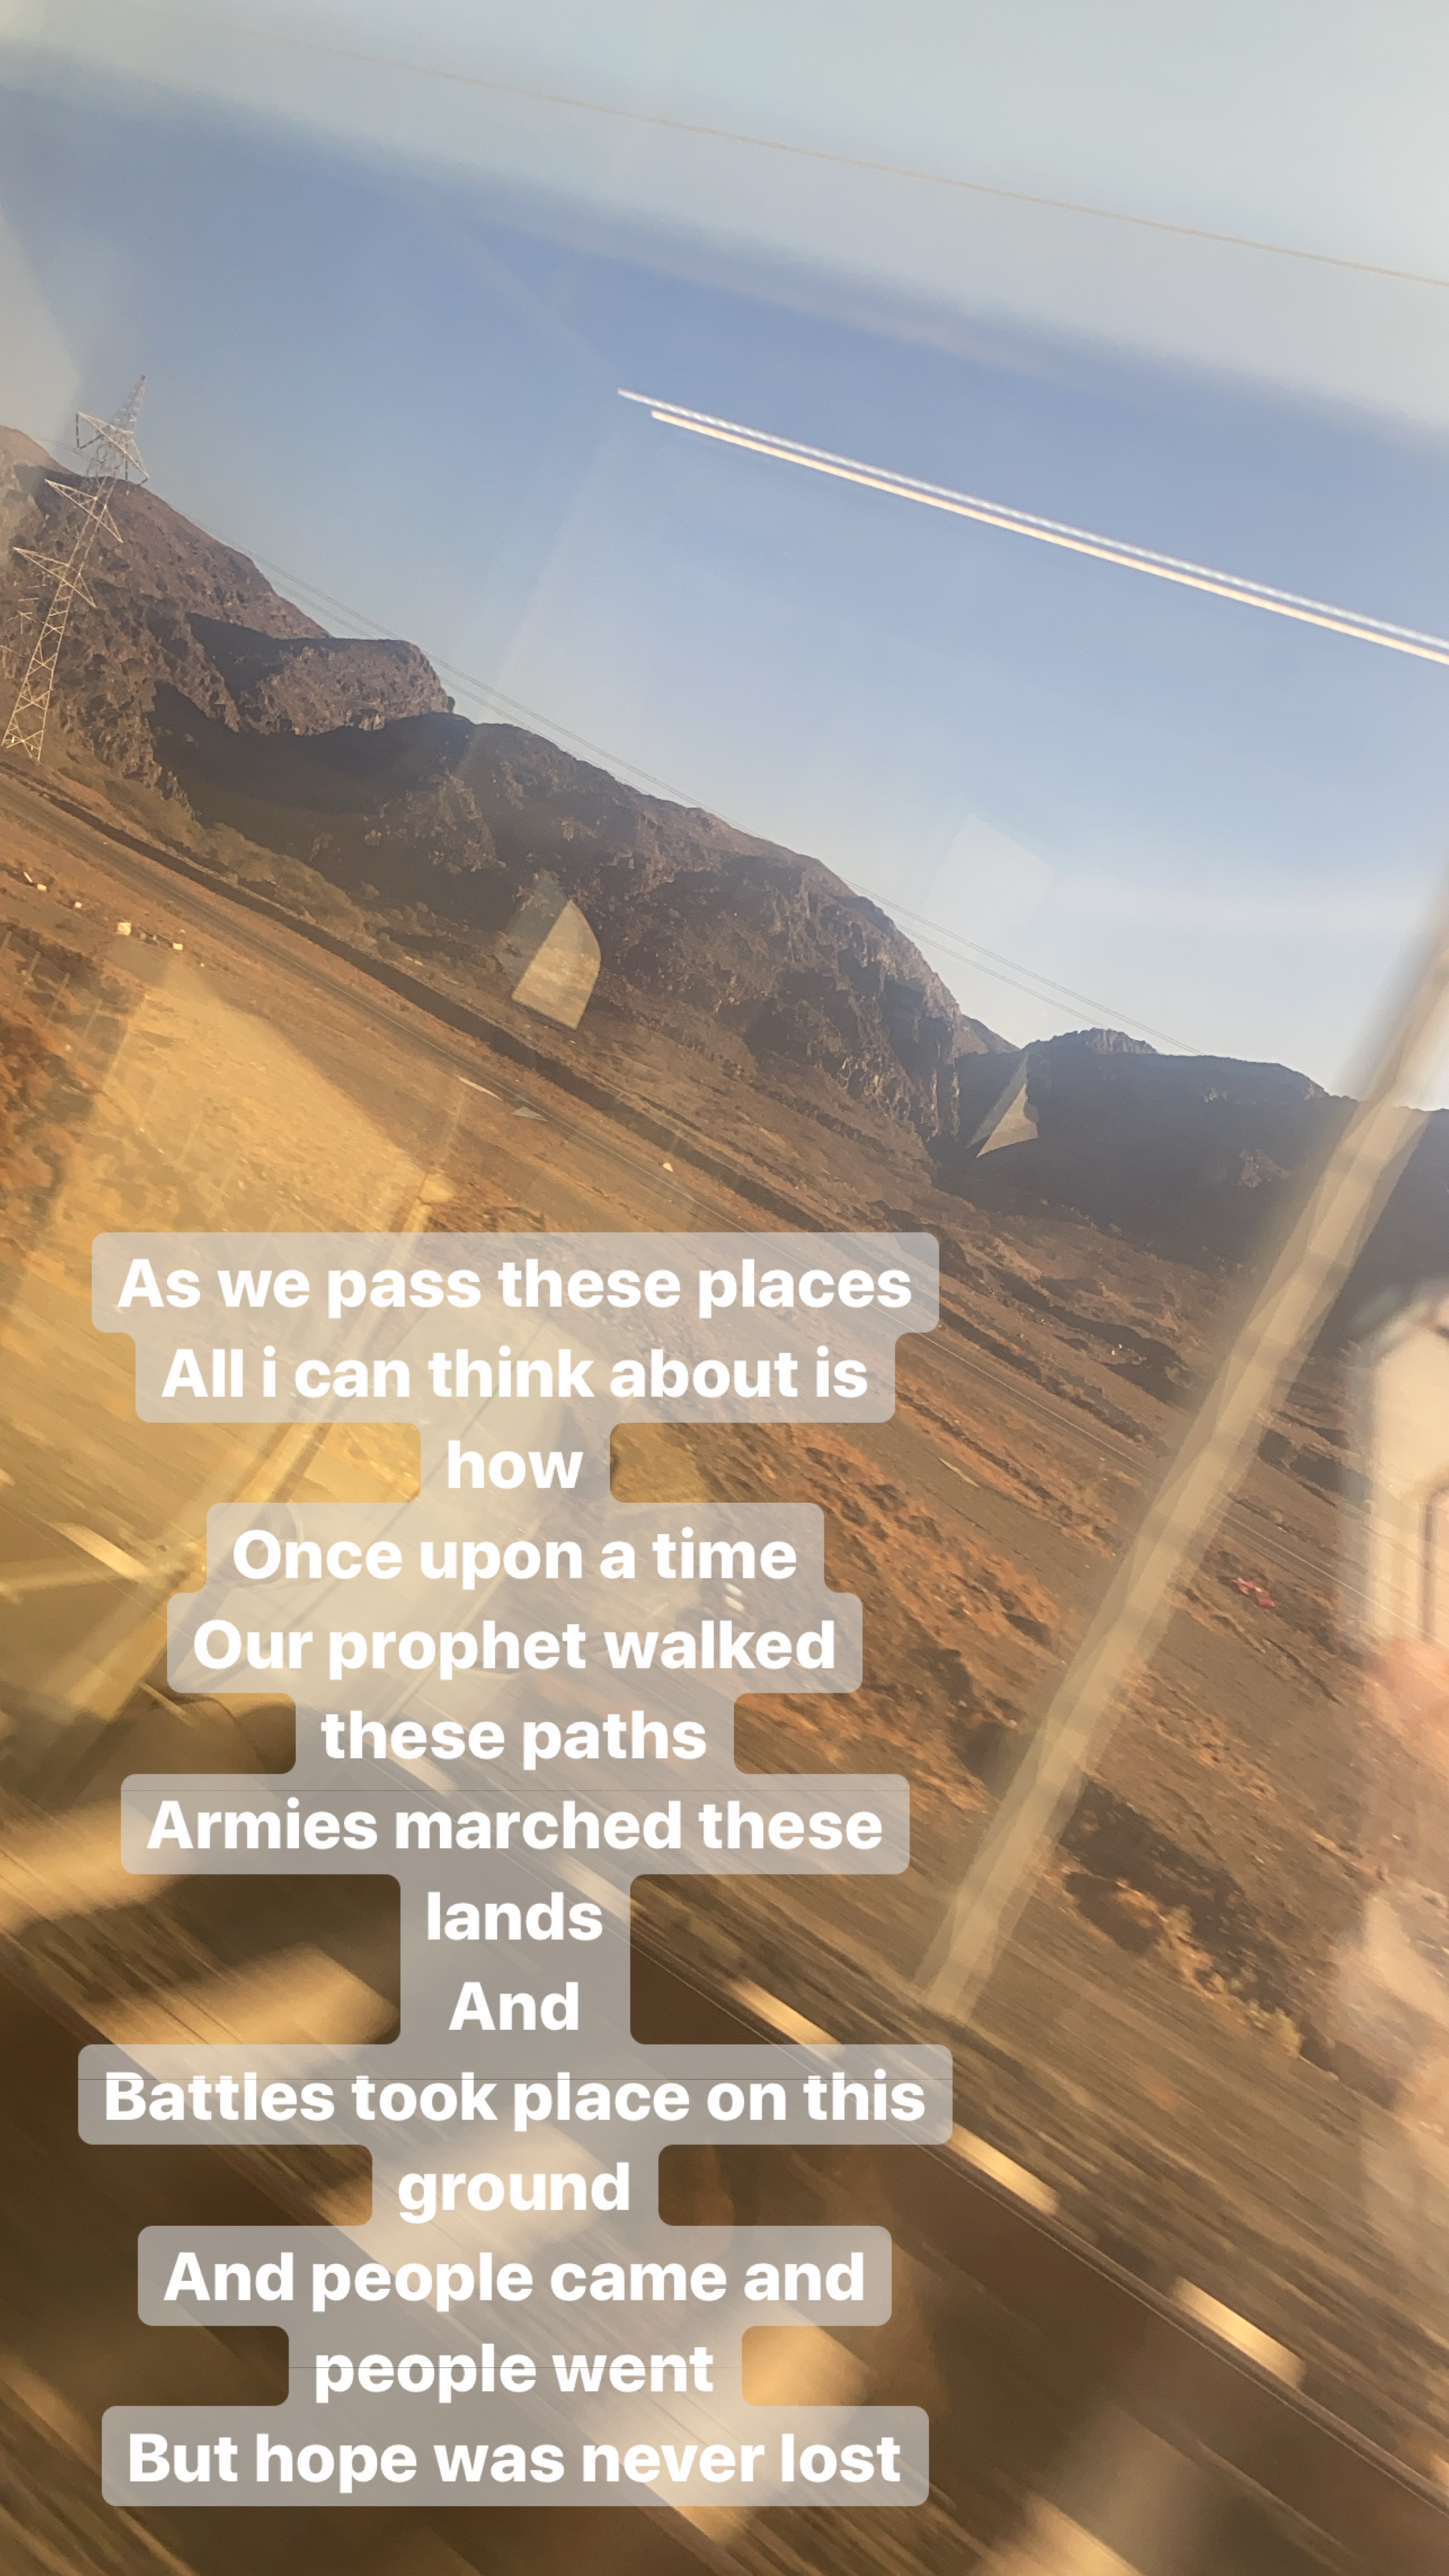 As we pass these places
All i can think about is
how
Once upon a time
Our prophet walked
these paths
Armies marched these
lands
And
Battles took place on this
ground
And people came and
people went
But hope was never lost